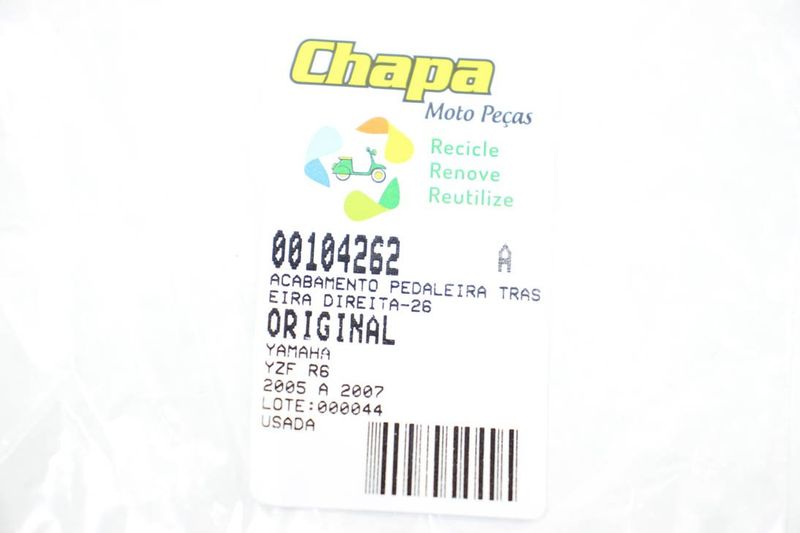 Chapa
Moto Peças
Recicle
Renove
Reutilize
00104262 A
ACABAMENTO PEDALEIRA TRAS
EIRA DIREITA-26
ORIGINAL
YAMAHA
YZF R6
2005 A 2007
LOTE:000044
USADA